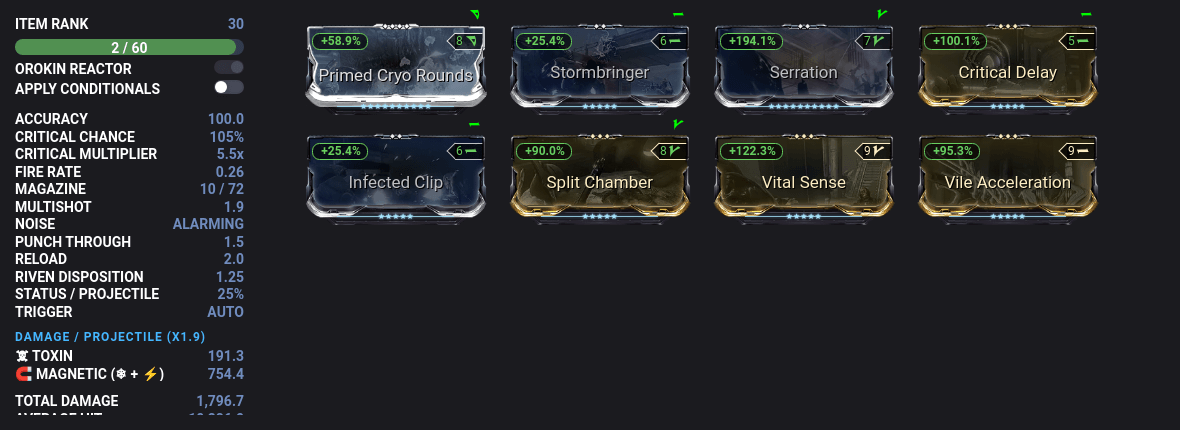 ITEM RANK 30
2 / 60
OROKIN REACTOR
APPLY CONDITIONALS
ACCURACY 100.0
CRITICAL CHANCE 105%
CRITICAL MULTIPLIER 5.5x
FIRE RATE 0.26
MAGAZINE 10 / 72
MULTISHOT 1.9
NOISE ALARMING
PUNCH THROUGH 1.5
RELOAD 2.0
RIVEN DISPOSITION 1.25
STATUS / PROJECTILE 25%
TRIGGER AUTO
DAMAGE / PROJECTILE (X1.9)
TOXIN 191.3
MAGNETIC (❄ + ⚡) 754.4
TOTAL DAMAGE 1,796.7
+58.9% 8
Primed Cryo Rounds
+25.4% 6
Stormbringer
+194.1% 7
Serration
+100.1% 5
Critical Delay
+25.4% 6
Infected Clip
+90.0% 8
Split Chamber
+122.3% 9
Vital Sense
+95.3% 9
Vile Acceleration